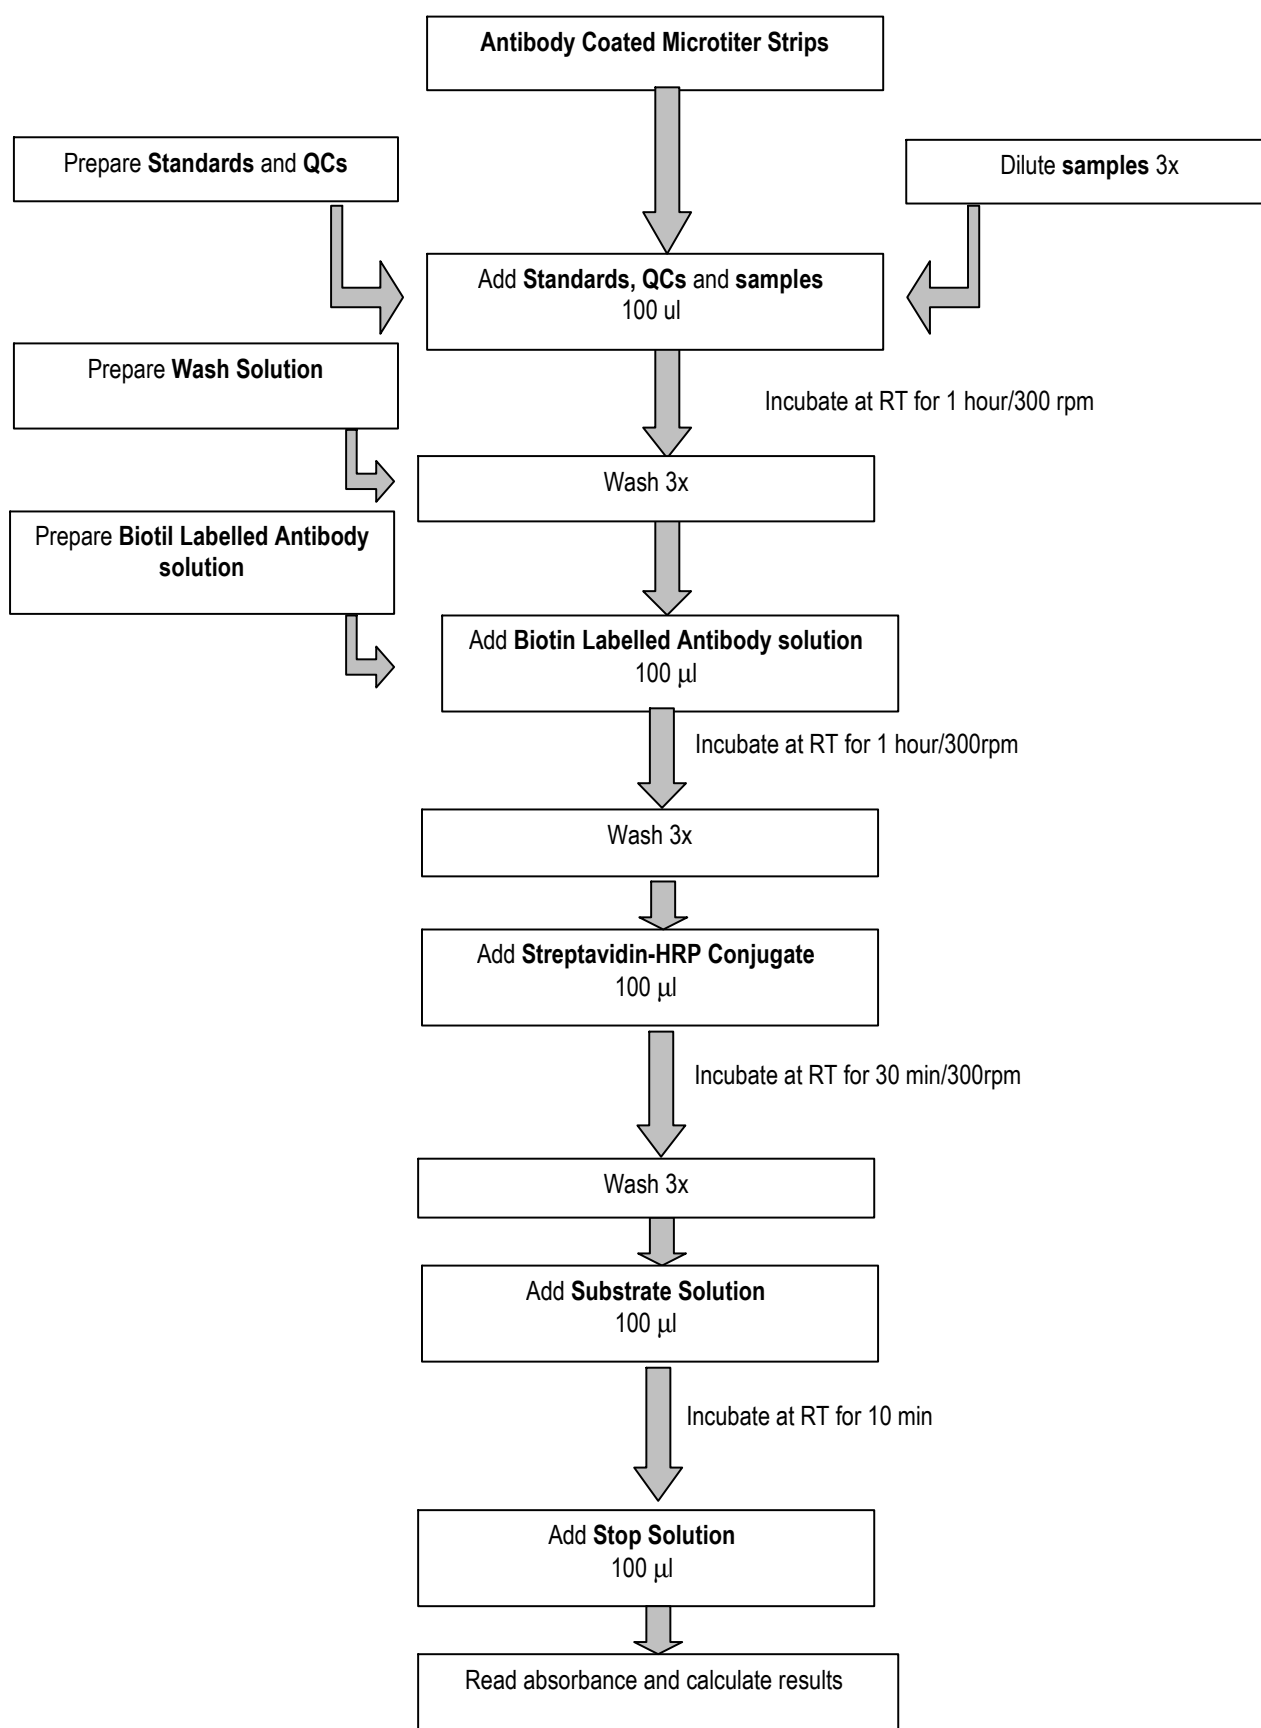 Antibody Coated Microtiter Strips
Prepare Standards and QCs
Dilute samples 3x
Add Standards, QCs and samples
100 ul
Prepare Wash Solution
Incubate at RT for 1 hour/300 rpm
Wash 3x
Prepare Biotil Labelled Antibody
solution
Add Biotin Labelled Antibody solution
100 μl
Incubate at RT for 1 hour/300rpm
Wash 3x
Add Streptavidin-HRP Conjugate
100 μl
Incubate at RT for 30 min/300rpm
Wash 3x
Add Substrate Solution
100 μl
Incubate at RT for 10 min
Add Stop Solution
100 μl
Read absorbance and calculate results